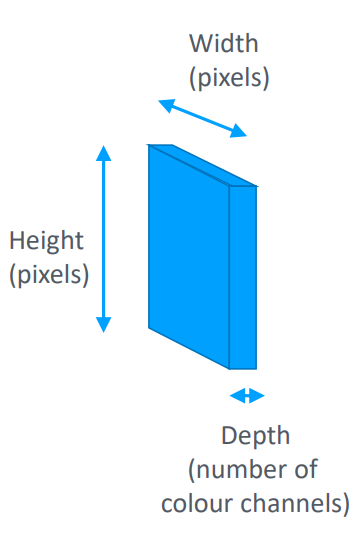 Width
(pixels)
Height
(pixels)
Depth
(number of
colour channels)